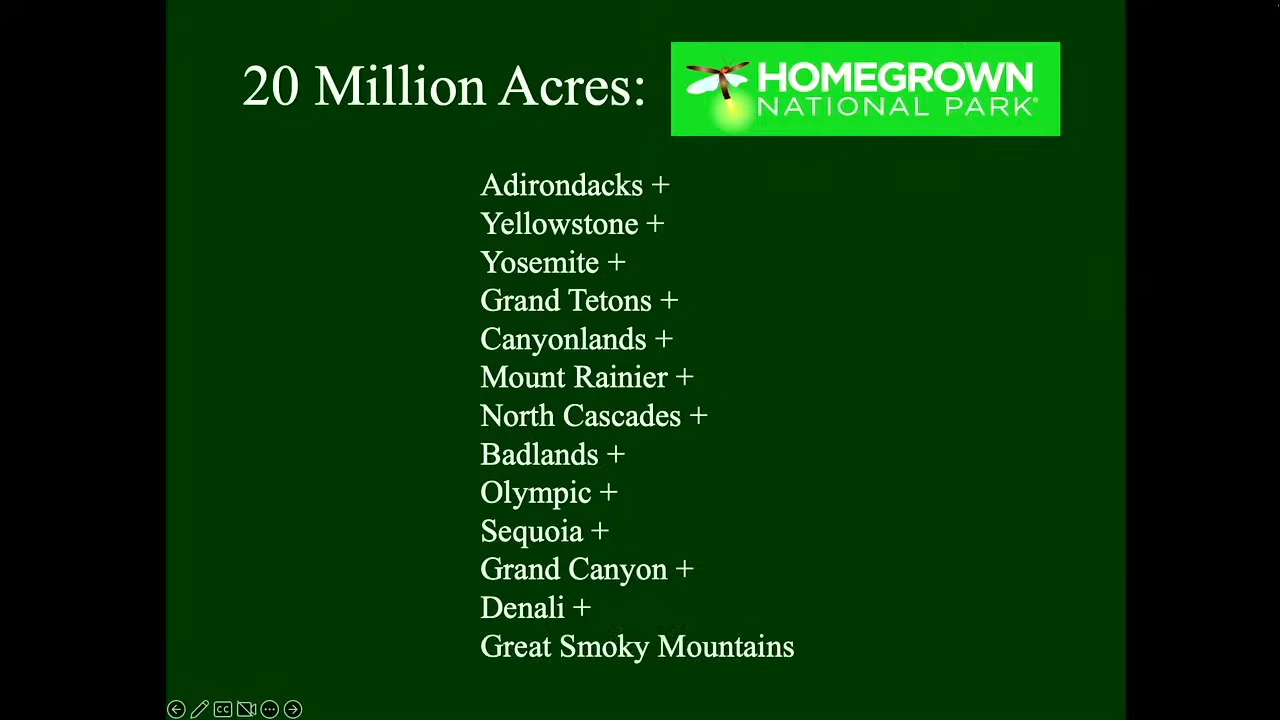 20 Million Acres:
HOMEGROWN
NATIONAL PARK®
Adirondacks +
Yellowstone +
Yosemite +
Grand Tetons +
Canyonlands +
Mount Rainier +
North Cascades +
Badlands +
Olympic +
Sequoia +
Grand Canyon +
Denali +
Great Smoky Mountains
CC